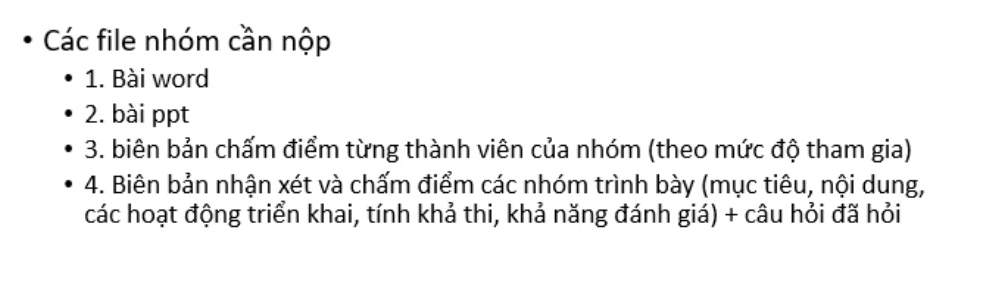 • Các file nhóm cần nộp
• 1. Bài word
• 2. bài ppt
• 3. biên bản chấm điểm từng thành viên của nhóm (theo mức độ tham gia)
• 4. Biên bản nhận xét và chấm điểm các nhóm trình bày (mục tiêu, nội dung,
các hoạt động triển khai, tính khả thi, khả năng đánh giá) + câu hỏi đã hỏi